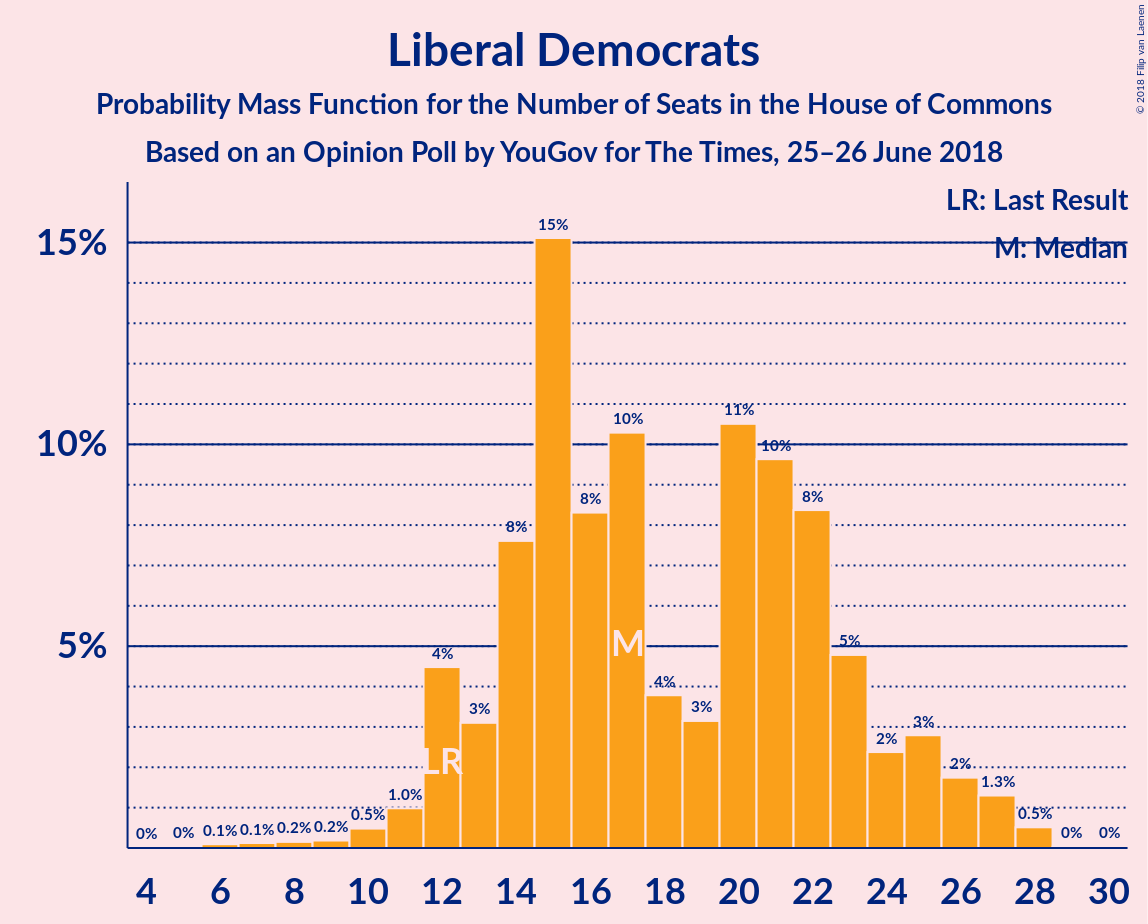 Liberal Democrats
Probability Mass Function for the Number of Seats in the House of Commons
Based on an Opinion Poll by YouGov for The Times, 25–26 June 2018
© 2018 Filip van Laenen
LR: Last Result
M: Median
15%
10%
5%
0% 0% 0.1% 0.1% 0.2% 0.2% 0.5% 1.0% 4% 3% 8% 15% 8% 10% 4% 3% 11% 10% 8% 5% 2% 3% 2% 1.3% 0.5% 0% 0%
LR
M
4 6 8 10 12 14 16 18 20 22 24 26 28 30